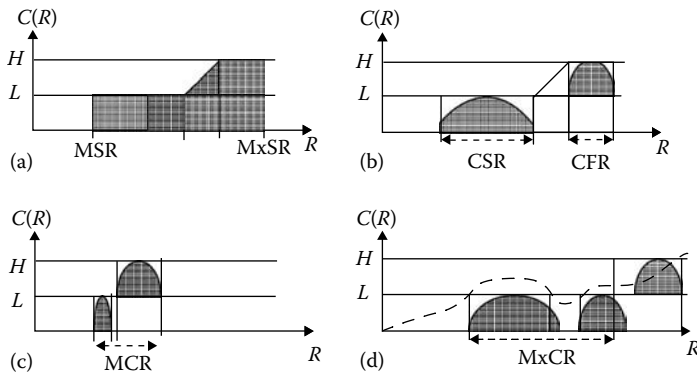 C(R)
H
L
MSR
MxSR
R
(a)
C(R)
H
L
CSR
CFR
R
(b)
C(R)
H
L
MCR
R
(c)
C(R)
H
L
MxCR
R
(d)